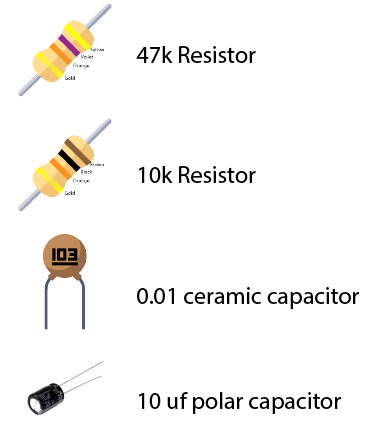 Yellow
Voilet
Orange
Gold
47k Resistor
Brown
Black
Orange
Gold
10k Resistor
103
0.01 ceramic capacitor
10 uf polar capacitor